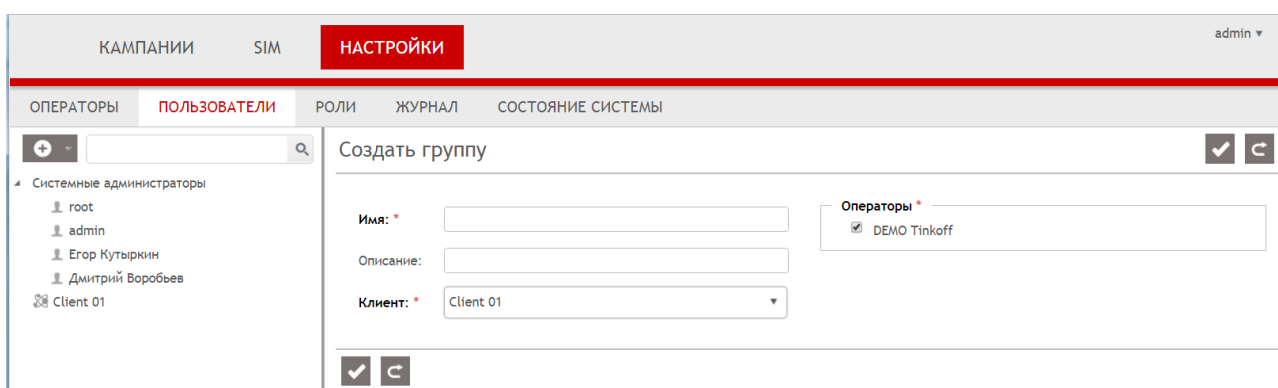 КАМПАНИИ SIM НАСТРОЙКИ admin
ОПЕРАТОРЫ ПОЛЬЗОВАТЕЛИ РОЛИ ЖУРНАЛ СОСТОЯНИЕ СИСТЕМЫ
Создать группу
Системные администраторы
root
admin
Егор Кутыркин
Дмитрий Воробьев
Client 01
Имя: *
Описание:
Клиент: * Client 01
Операторы *
DEMO Tinkoff